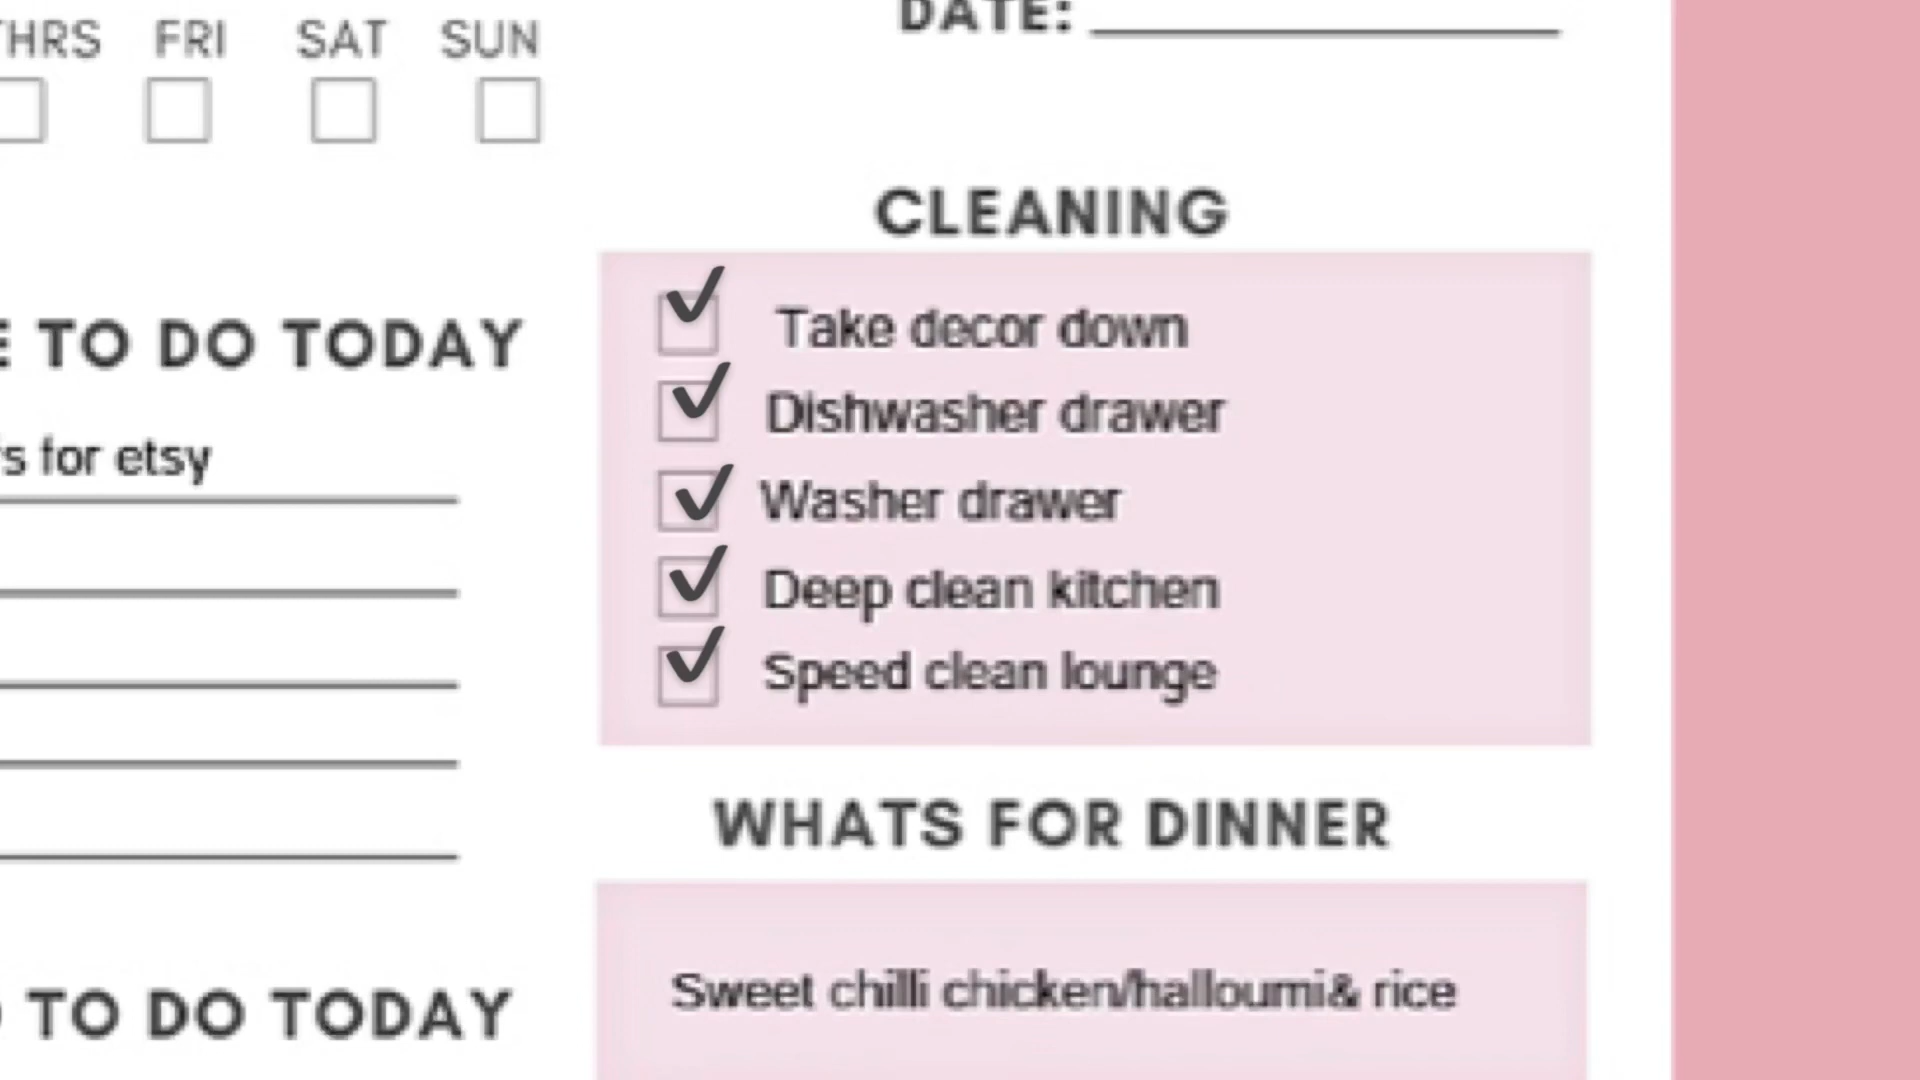 DATE:
THRS FRI SAT SUN
CLEANING
Take decor down
Dishwasher drawer
Washer drawer
Deep clean kitchen
Speed clean lounge
TO DO TODAY
for etsy
WHATS FOR DINNER
Sweet chilli chicken/halloumi& rice
TO DO TODAY